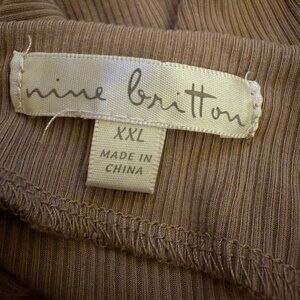 nine britton
XXL
MADE IN
CHINA